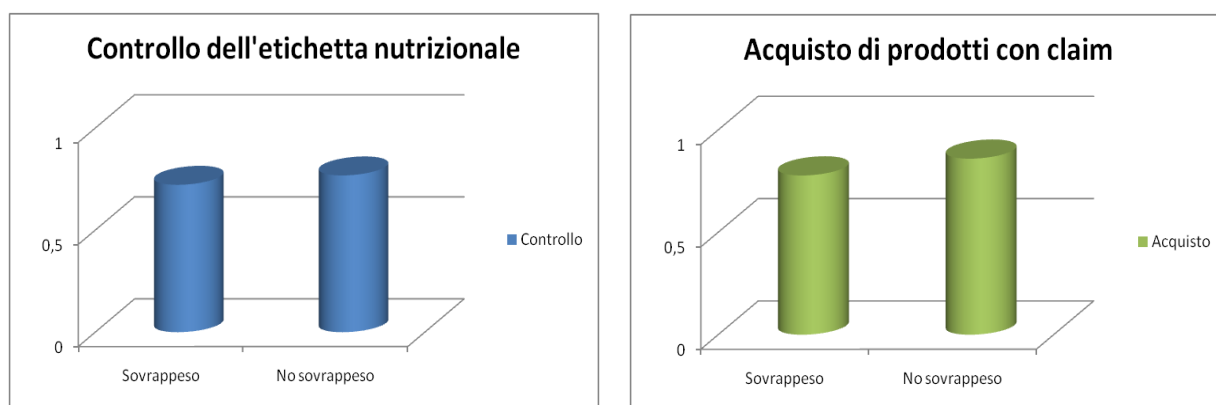 Controllo dell'etichetta nutrizionale
1
0,5
0
Sovrappeso
No sovrappeso
Controllo
Acquisto di prodotti con claim
1
0,5
0
Sovrappeso
No sovrappeso
Acquisto